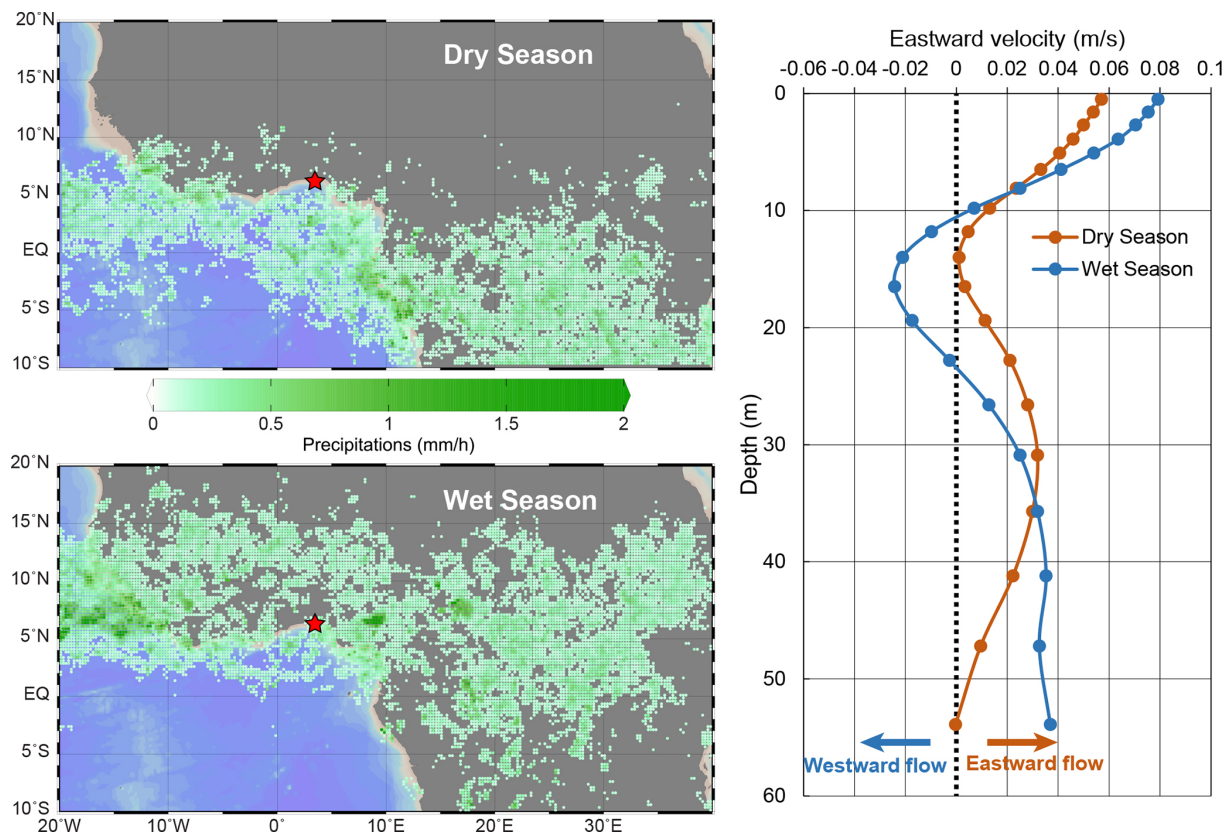 20˚N
15˚N
10˚N
5˚N
EQ
5˚S
10˚S
Dry Season
0
0.5
1
1.5
2
Precipitations (mm/h)
20˚N
15˚N
10˚N
5˚N
EQ
5˚S
10˚S
Wet Season
20˚W
10˚W
0˚
10˚E
20˚E
30˚E
Eastward velocity (m/s)
-0.06 -0.04 -0.02 0 0.02 0.04 0.06 0.08 0.1
0
10
20
30
40
50
60
Depth (m)
Dry Season
Wet Season
Westward flow
Eastward flow